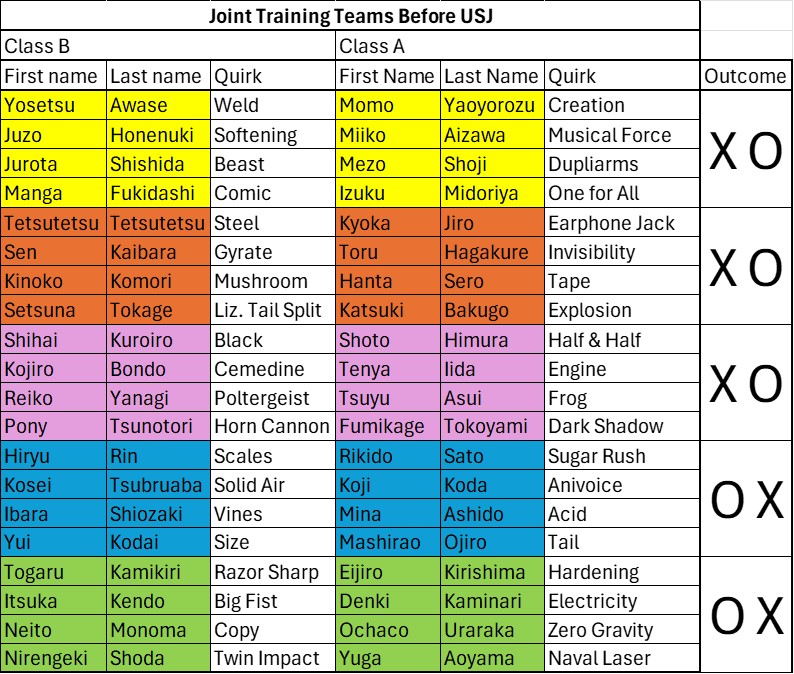 Joint Training Teams Before USJ
Class B Class A
First name Last name Quirk First Name Last Name Quirk Outcome
Yosetsu Awase Weld Momo Yaoyorozu Creation
Juzo Honenuki Softening Miiko Aizawa Musical Force
X O
Jurota Shishida Beast Mezo Shoji Dupliarms
Manga Fukidashi Comic Izuku Midoriya One for All
Tetsutetsu Tetsutetsu Steel Kyoka Jiro Earphone Jack
Sen Kaibara Gyrate Toru Hagakure Invisibility
X O
Kinoko Komori Mushroom Hanta Sero Tape
Setsuna Tokage Liz. Tail Split Katsuki Bakugo Explosion
Shihai Kuroiro Black Shoto Himura Half & Half
Kojiro Bondo Cemedine Tenya Iida Engine
X O
Reiko Yanagi Poltergeist Tsuyu Asui Frog
Pony Tsunotori Horn Cannon Fumikage Tokoyami Dark Shadow
Hiryu Rin Scales Rikido Sato Sugar Rush
Kosei Tsubruaba Solid Air Koji Koda Anivoice
O X
Ibara Shiozaki Vines Mina Ashido Acid
Yui Kodai Size Mashirao Ojiro Tail
Togaru Kamikiri Razor Sharp Eijiro Kirishima Hardening
Itsuka Kendo Big Fist Denki Kaminari Electricity
O X
Neito Monoma Copy Ochaco Uraraka Zero Gravity
Nirengeki Shoda Twin Impact Yuga Aoyama Naval Laser